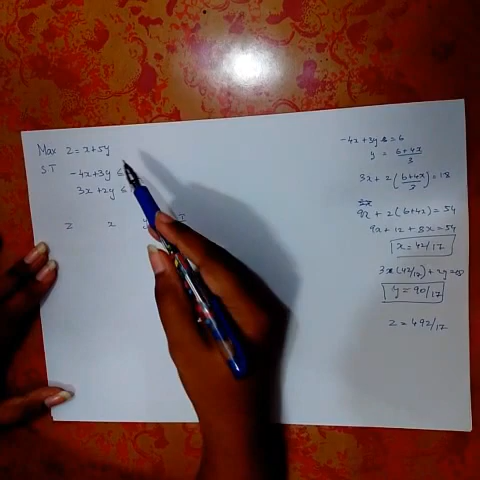 Max Z = x+5y
ST -4x+3y ≤
3x+2y ≤
Z x y I
-4x+3y = 6
y = 6+4x/3
3x + 2(6+4x/3) = 18
9x + 2(6+4x) = 54
9x + 12 + 8x = 54
x = 42/17
3x(42/17) + 2y =
y = 90/17
Z = 492/17